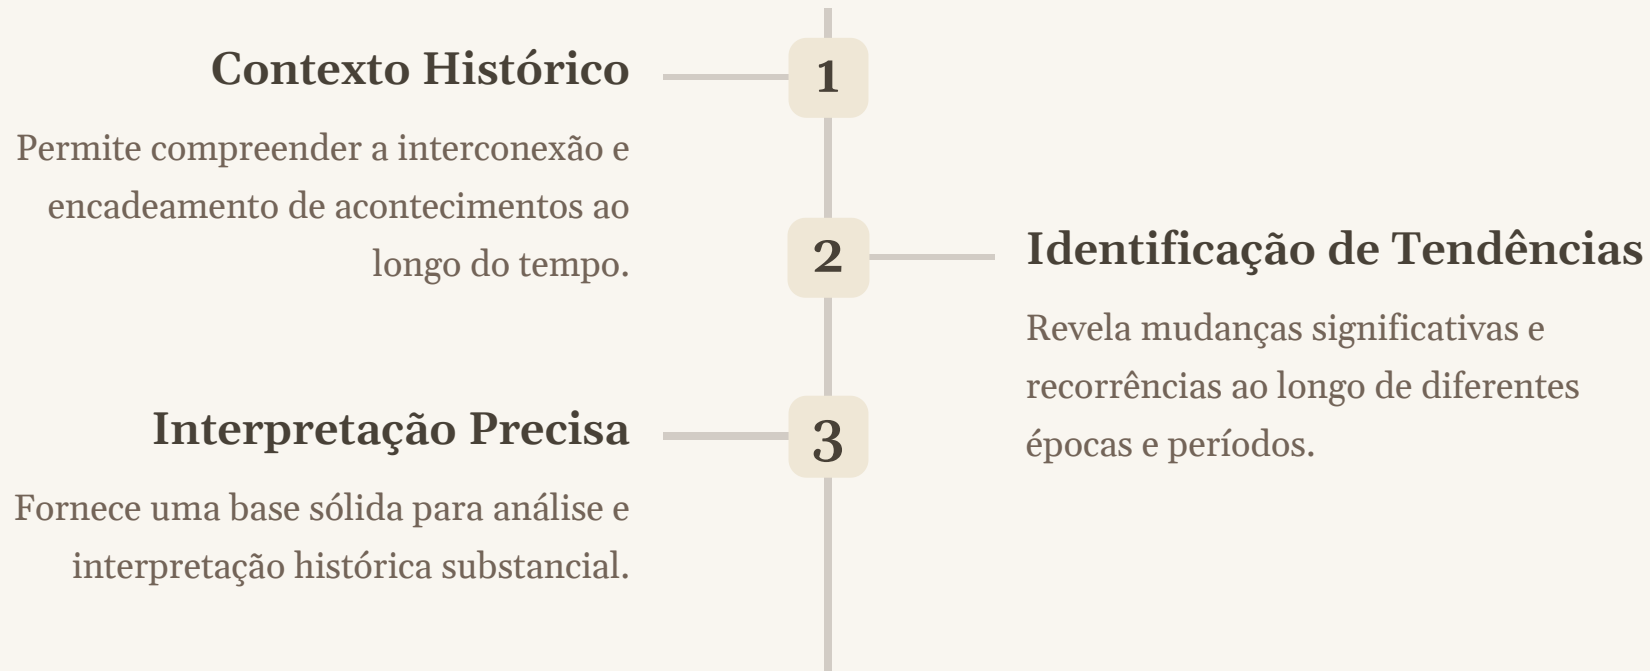 1
Contexto Histórico
Permite compreender a interconexão e
encadeamento de acontecimentos ao
longo do tempo.
2
Identificação de Tendências
Revela mudanças significativas e
recorrências ao longo de diferentes
épocas e períodos.
3
Interpretação Precisa
Fornece uma base sólida para análise e
interpretação histórica substancial.